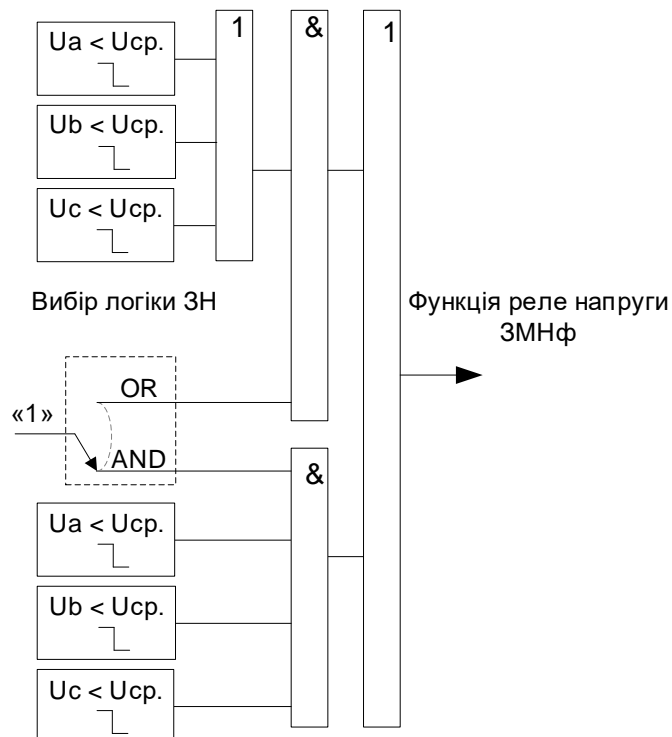 1
&
1
Ua < Uср.
Ub < Uср.
Uc < Uср.
Вибір логіки ЗН
Функція реле напруги
ЗМНф
OR
«1»
AND
&
Ua < Uср.
Ub < Uср.
Uc < Uср.